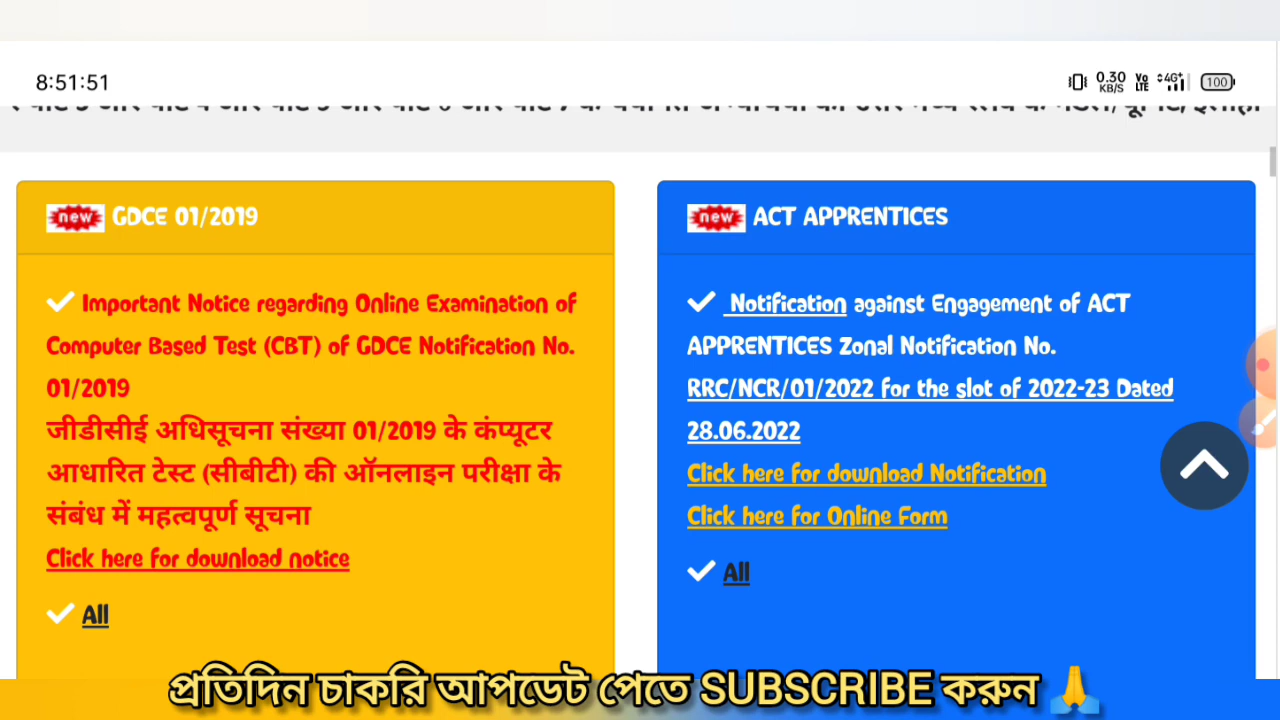 8:51:51
0.30 KB/S Vo LTE 4G+ 100
new GDCE 01/2019
Important Notice regarding Online Examination of
Computer Based Test (CBT) of GDCE Notification No.
01/2019
जीडीसीई अधिसूचना संख्या 01/2019 के कंप्यूटर
आधारित टेस्ट (सीबीटी) की ऑनलाइन परीक्षा के
संबंध में महत्वपूर्ण सूचना
Click here for download notice
All
new ACT APPRENTICES
Notification against Engagement of ACT
APPRENTICES Zonal Notification No.
RRC/NCR/01/2022 for the slot of 2022-23 Dated
28.06.2022
Click here for download Notification
Click here for Online Form
All
প্রতিদিন চাকরি আপডেট পেতে SUBSCRIBE করুন 🙏